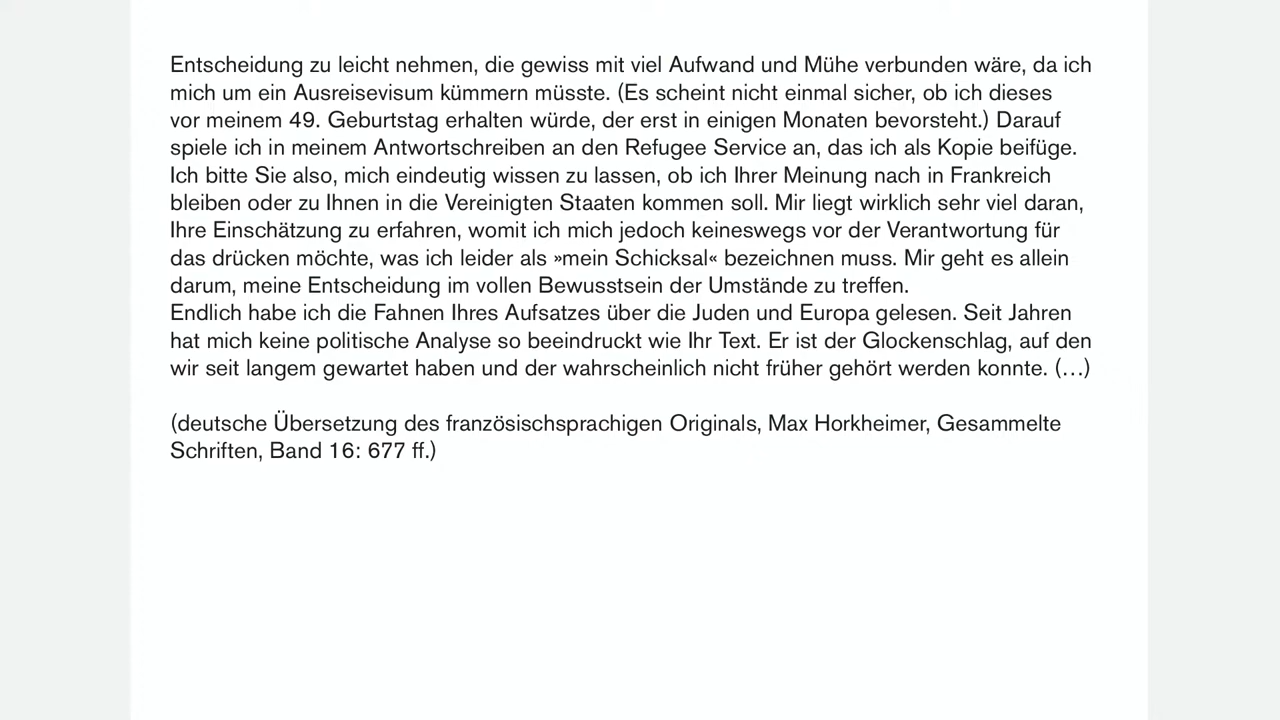 Entscheidung zu leicht nehmen, die gewiss mit viel Aufwand und Mühe verbunden wäre, da ich
mich um ein Ausreisevisum kümmern müsste. (Es scheint nicht einmal sicher, ob ich dieses
vor meinem 49. Geburtstag erhalten würde, der erst in einigen Monaten bevorsteht.) Darauf
spiele ich in meinem Antwortschreiben an den Refugee Service an, das ich als Kopie beifüge.
Ich bitte Sie also, mich eindeutig wissen zu lassen, ob ich Ihrer Meinung nach in Frankreich
bleiben oder zu Ihnen in die Vereinigten Staaten kommen soll. Mir liegt wirklich sehr viel daran,
Ihre Einschätzung zu erfahren, womit ich mich jedoch keineswegs vor der Verantwortung für
das drücken möchte, was ich leider als »mein Schicksal« bezeichnen muss. Mir geht es allein
darum, meine Entscheidung im vollen Bewusstsein der Umstände zu treffen.
Endlich habe ich die Fahnen Ihres Aufsatzes über die Juden und Europa gelesen. Seit Jahren
hat mich keine politische Analyse so beeindruckt wie Ihr Text. Er ist der Glockenschlag, auf den
wir seit langem gewartet haben und der wahrscheinlich nicht früher gehört werden konnte. (…)
(deutsche Übersetzung des französischsprachigen Originals, Max Horkheimer, Gesammelte
Schriften, Band 16: 677 ff.)